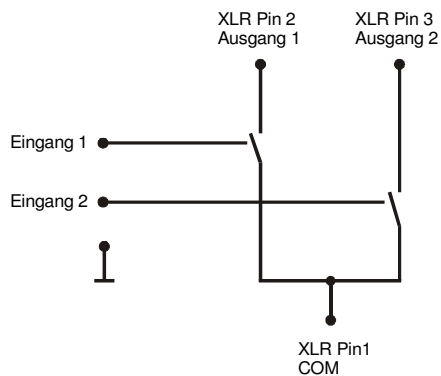 XLR Pin 2
Ausgang 1
XLR Pin 3
Ausgang 2
Eingang 1
Eingang 2
XLR Pin1
COM